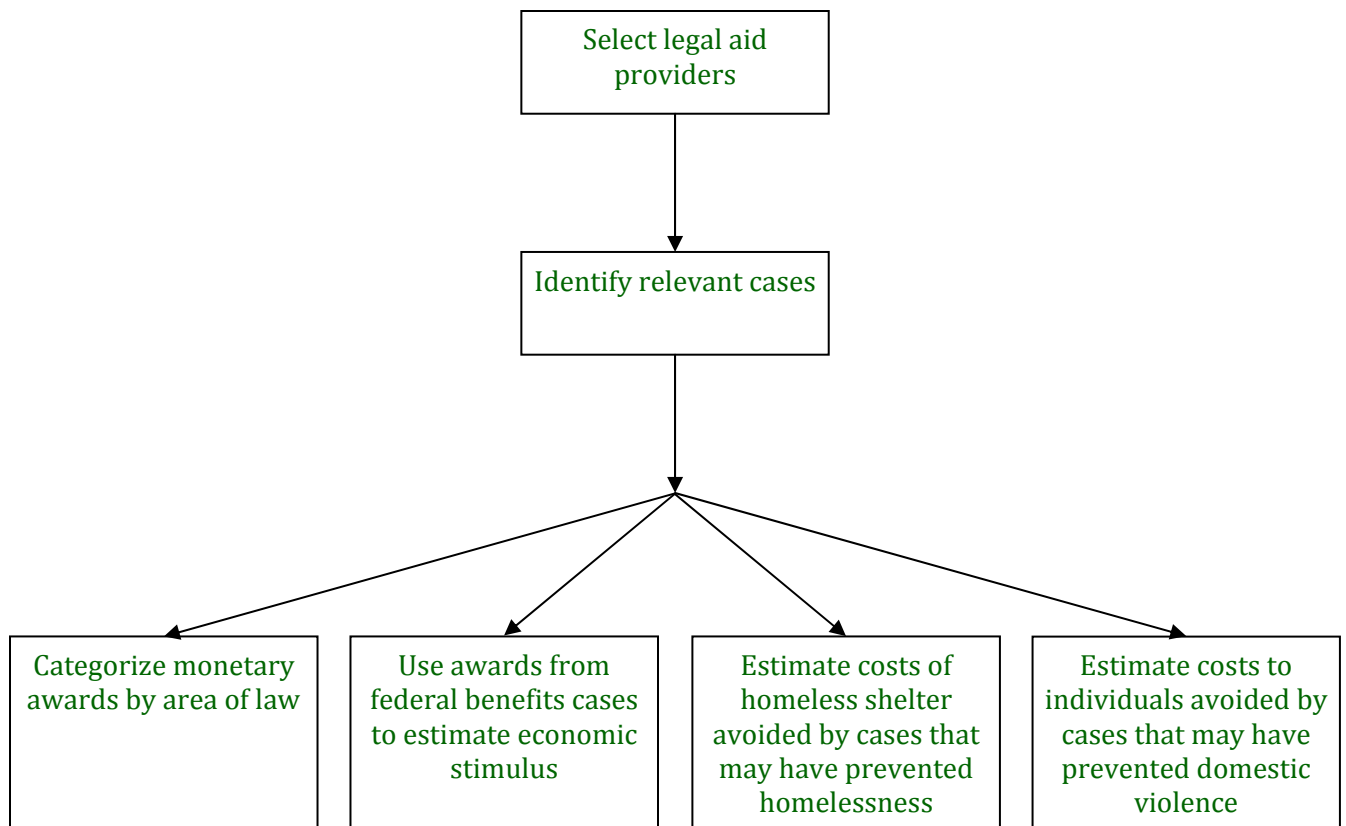 Select legal aid
providers
Identify relevant cases
Categorize monetary
awards by area of law
Use awards from
federal benefits cases
to estimate economic
stimulus
Estimate costs of
homeless shelter
avoided by cases that
may have prevented
homelessness
Estimate costs to
individuals avoided by
cases that may have
prevented domestic
violence